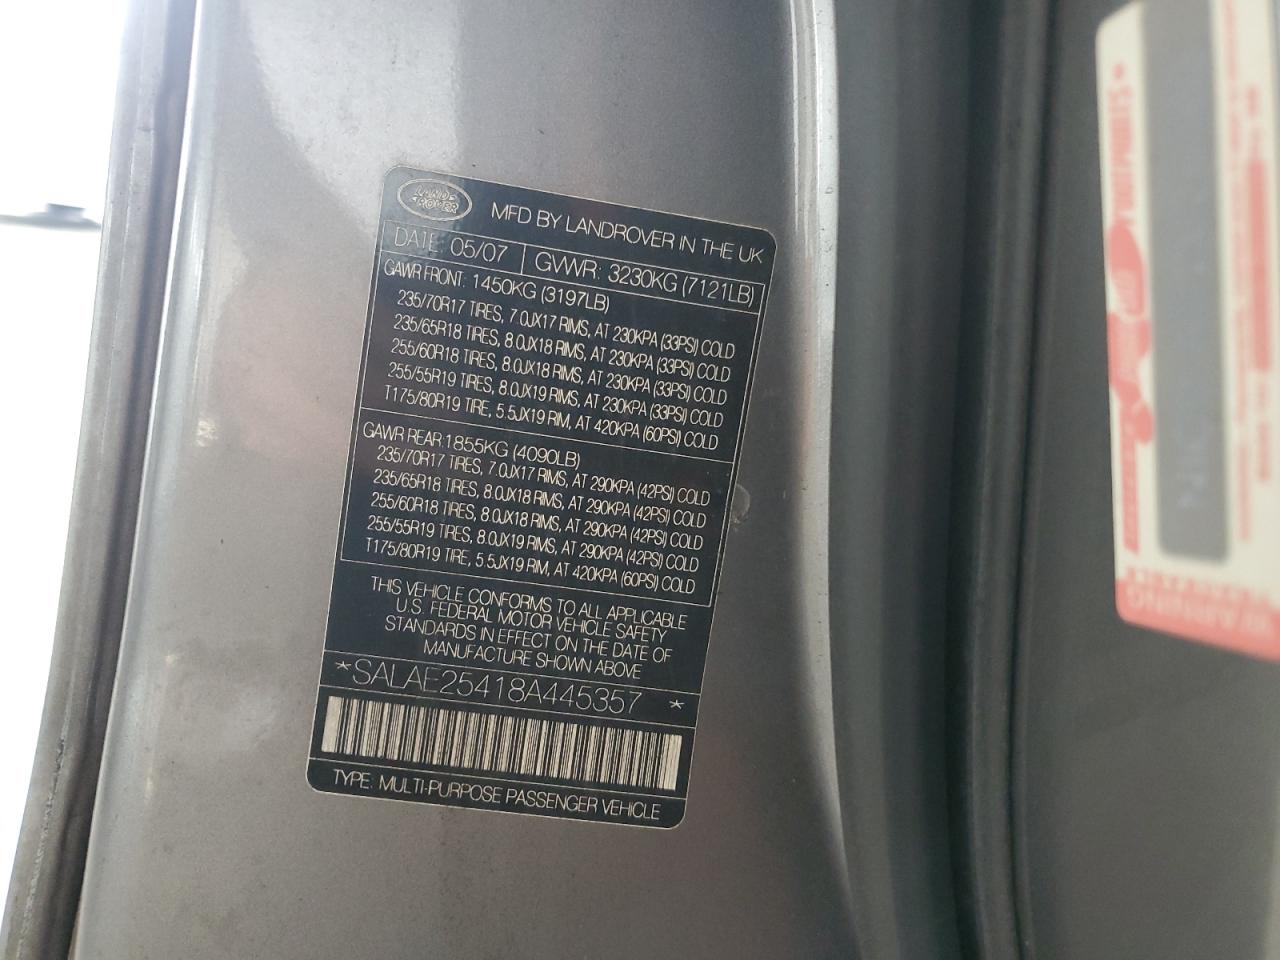 LAND ROVER
MFD BY LANDROVER IN THE UK
DATE: 05/07 GVWR: 3230KG (7121LB)
GAWR FRONT: 1450KG (3197LB)
235/70R17 TIRES, 7.0JX17 RIMS, AT 230KPA (33PSI) COLD
235/65R18 TIRES, 8.0JX18 RIMS, AT 230KPA (33PSI) COLD
255/60R18 TIRES, 8.0JX18 RIMS, AT 230KPA (33PSI) COLD
255/55R19 TIRES, 8.0JX19 RIMS, AT 230KPA (33PSI) COLD
T175/80R19 TIRE, 5.5JX19 RIM, AT 420KPA (60PSI) COLD
GAWR REAR: 1855KG (4090LB)
235/70R17 TIRES, 7.0JX17 RIMS, AT 290KPA (42PSI) COLD
235/65R18 TIRES, 8.0JX18 RIMS, AT 290KPA (42PSI) COLD
255/60R18 TIRES, 8.0JX18 RIMS, AT 290KPA (42PSI) COLD
255/55R19 TIRES, 8.0JX19 RIMS, AT 290KPA (42PSI) COLD
T175/80R19 TIRE, 5.5JX19 RIM, AT 420KPA (60PSI) COLD
THIS VEHICLE CONFORMS TO ALL APPLICABLE
U.S. FEDERAL MOTOR VEHICLE SAFETY
STANDARDS IN EFFECT ON THE DATE OF
MANUFACTURE SHOWN ABOVE
*SALAE25418A445357 *
TYPE: MULTI-PURPOSE PASSENGER VEHICLE
WARNING